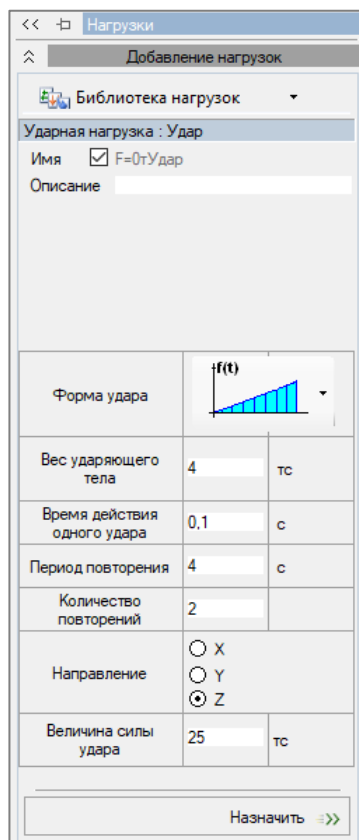 << Нагрузки
Добавление нагрузок
Библиотека нагрузок
Ударная нагрузка : Удар
Имя F=0тУдар
Описание
Форма удара f(t)
Вес ударяющего
тела
4 тс
Время действия
одного удара
0,1 с
Период повторения 4 с
Количество
повторений
2
Направление
X
Y
Z
Величина силы
удара
25 тс
Назначить >>